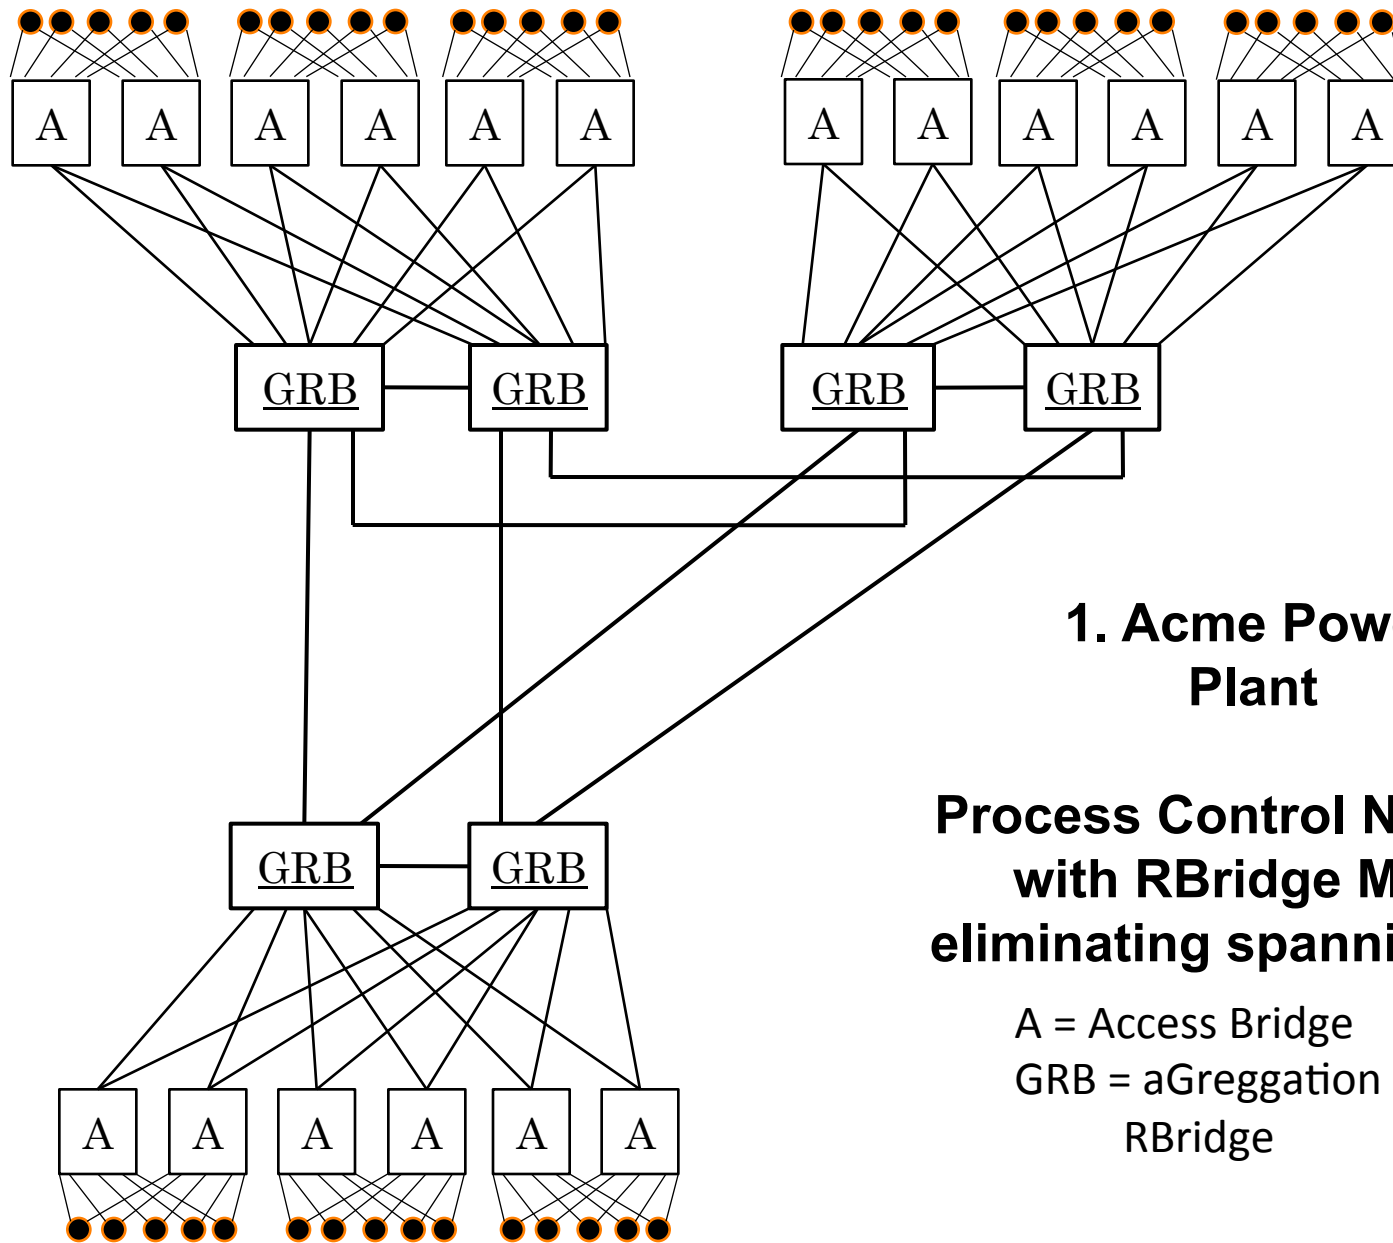 A A A A A A A A A A A A
GRB GRB GRB GRB
1. Acme Pow
Plant
Process Control N
with RBridge M
eliminating spanni
GRB GRB
A = Access Bridge
GRB = aGreggation
RBridge
A A A A A A